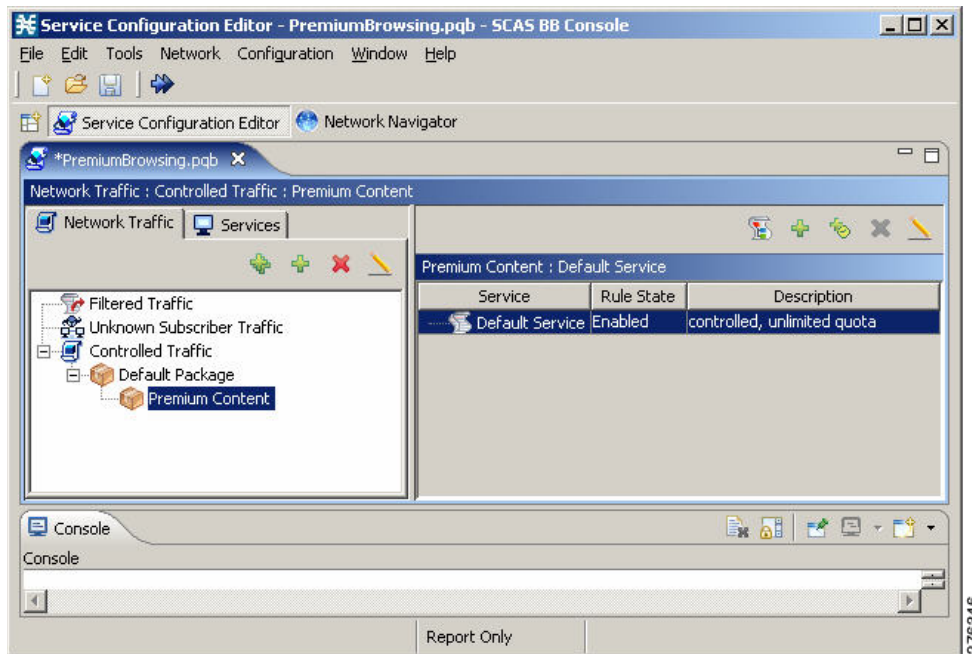 Service Configuration Editor - PremiumBrowsing.pqb - SCAS BB Console
File Edit Tools Network Configuration Window Help
Service Configuration Editor Network Navigator
*PremiumBrowsing.pqb
Network Traffic : Controlled Traffic : Premium Content
Network Traffic Services
Filtered Traffic
Unknown Subscriber Traffic
Controlled Traffic
Default Package
Premium Content
Premium Content : Default Service
Service Rule State Description
Default Service Enabled controlled, unlimited quota
Console
Console
Report Only